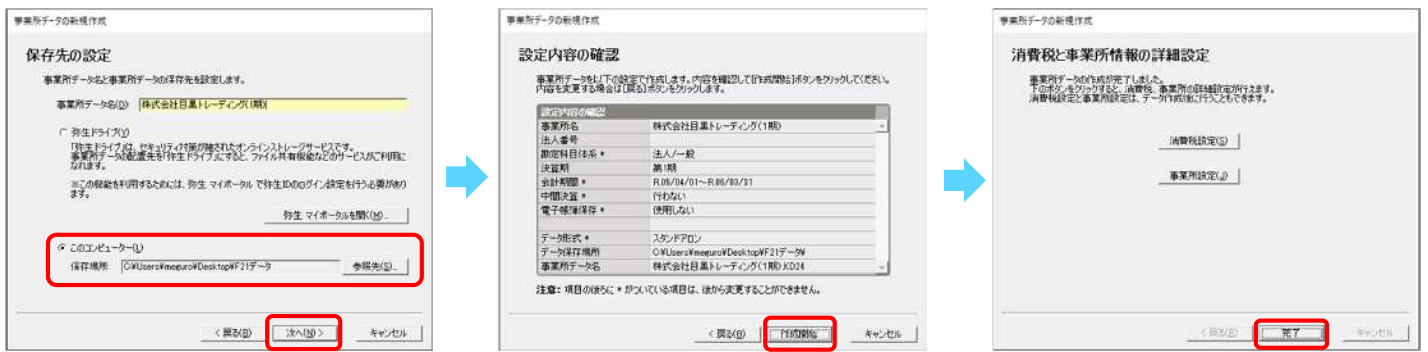 事業所データの新規作成
保存先の設定
事業所データ名と事業所データの保存先を設定します。
事業所データ名(D) 株式会社目黒トレーディング(1期)
弥生ドライブ(Y)
「弥生ドライブ」は、セキュリティ対策が施されたオンラインストレージサービスです。
事業所データの配置先を「弥生ドライブ」にすると、ファイル共有機能などのサービスがご利用に
なれます。
※この機能を利用するためには、弥生 マイポータル で弥生IDのログイン設定を行う必要があり
ます。
弥生 マイポータルを開く(M)...
このコンピューター(L)
保存場所 C:¥Users¥meguro¥Desktop¥F21データ 参照先(S)...
< 戻る(B) 次へ(N) > キャンセル
事業所データの新規作成
設定内容の確認
事業所データを以下の設定で作成します。内容を確認して[作成開始]ボタンをクリックしてください。
内容を変更する場合は[戻る]ボタンをクリックします。
設定内容の確認
事業所名 株式会社目黒トレーディング(1期)
法人番号
勘定科目体系 * 法人/一般
決算期 第1期
会計期間 * R.05/04/01～R.06/03/31
中間決算 * 行わない
電子帳簿保存 * 使用しない
データ形式 * スタンドアロン
データ保存場所 C:¥Users¥meguro¥Desktop¥F21データ¥
事業所データ名 株式会社目黒トレーディング(1期).KD24
注意： 項目の後ろに * がついている項目は、後から変更することができません。
< 戻る(B) 作成開始 キャンセル
事業所データの新規作成
消費税と事業所情報の詳細設定
事業所データの作成が完了しました。
下のボタンをクリックすると、消費税、事業所の詳細設定が行えます。
消費税設定と事業所設定は、データ作成後に行うこともできます。
消費税設定(S)
事業所設定(J)
< 戻る(B) 完了 キャンセル